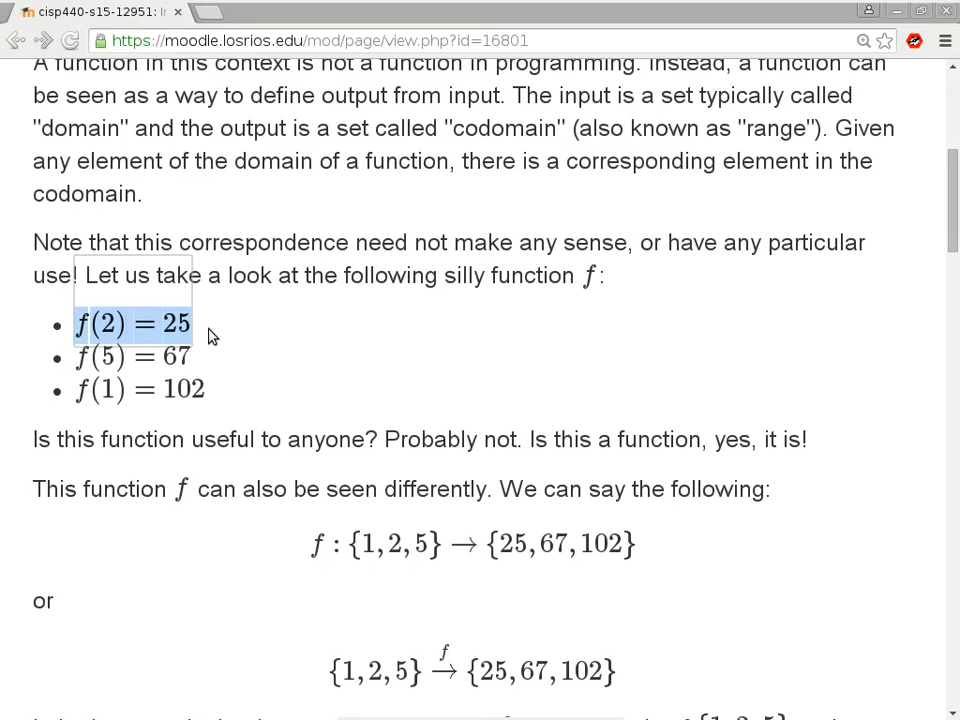 cisp440-s15-12951: Ir
https://moodle.losrios.edu/mod/page/view.php?id=16801
A function in this context is not a function in programming. Instead, a function can
be seen as a way to define output from input. The input is a set typically called
"domain" and the output is a set called "codomain" (also known as "range"). Given
any element of the domain of a function, there is a corresponding element in the
codomain.
Note that this correspondence need not make any sense, or have any particular
use! Let us take a look at the following silly function f:
• f(2) = 25
• f(5) = 67
• f(1) = 102
Is this function useful to anyone? Probably not. Is this a function, yes, it is!
This function f can also be seen differently. We can say the following:
f : {1, 2, 5} → {25, 67, 102}
or
f
{1, 2, 5} → {25, 67, 102}